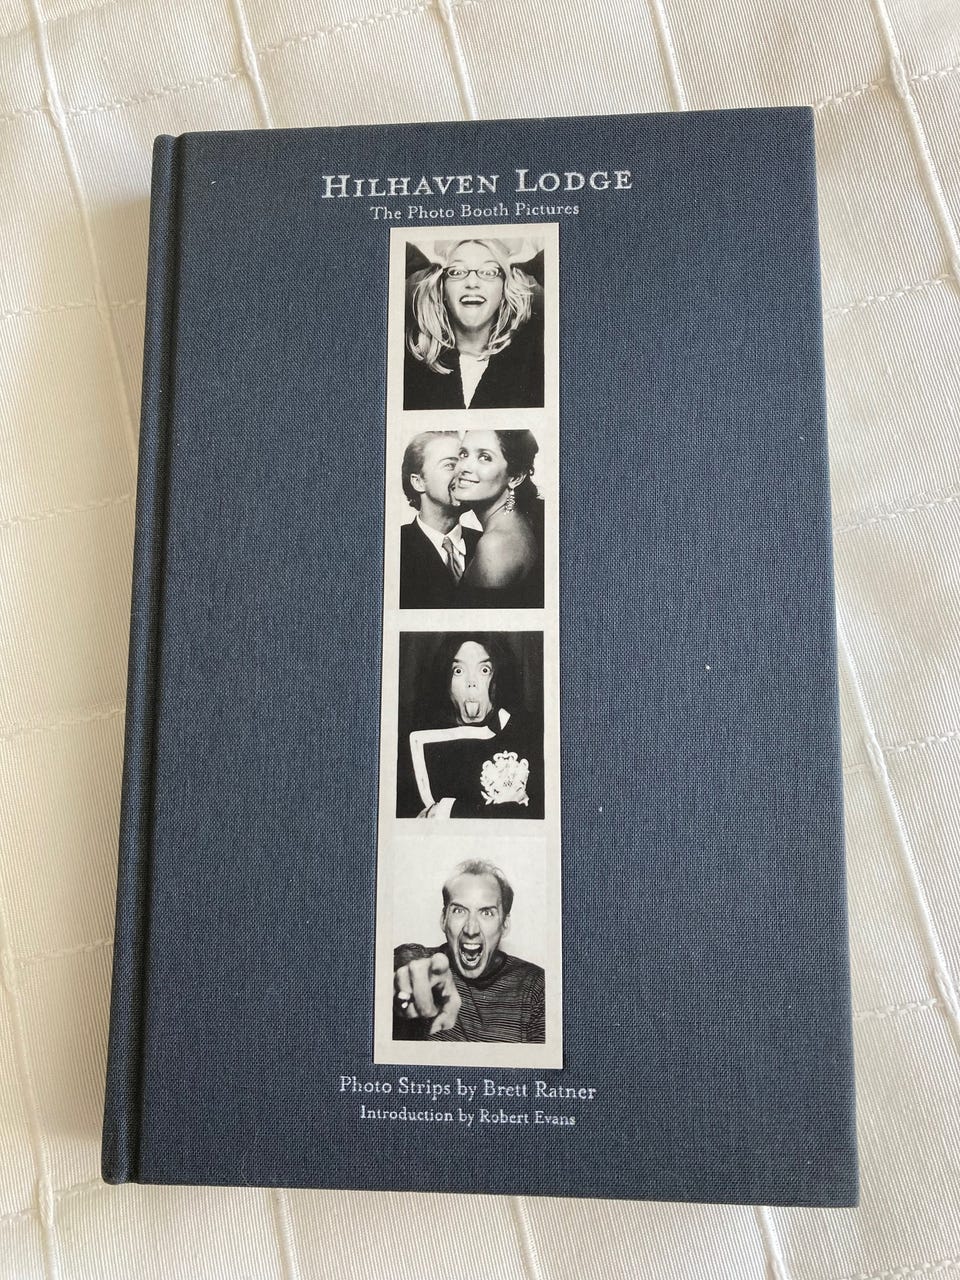 HILHAVEN LODGE
The Photo Booth Pictures
Photo Strips by Brett Ratner
Introduction by Robert Evans